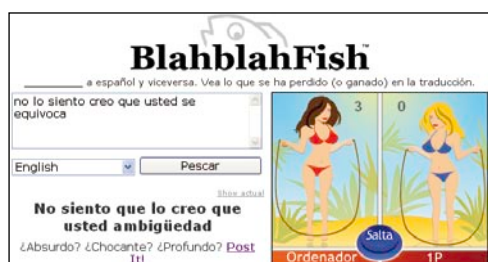 BlahblahFish™
________ a español y viceversa. Vea lo que se ha perdido (o ganado) en la traducción.
no lo siento creo que usted se
equivoca
English
Pescar
Show actual
No siento que lo creo que
usted ambigüedad
¿Absurdo? ¿Chocante? ¿Profundo? Post
It!
3
0
Salta
Ordenador
1P